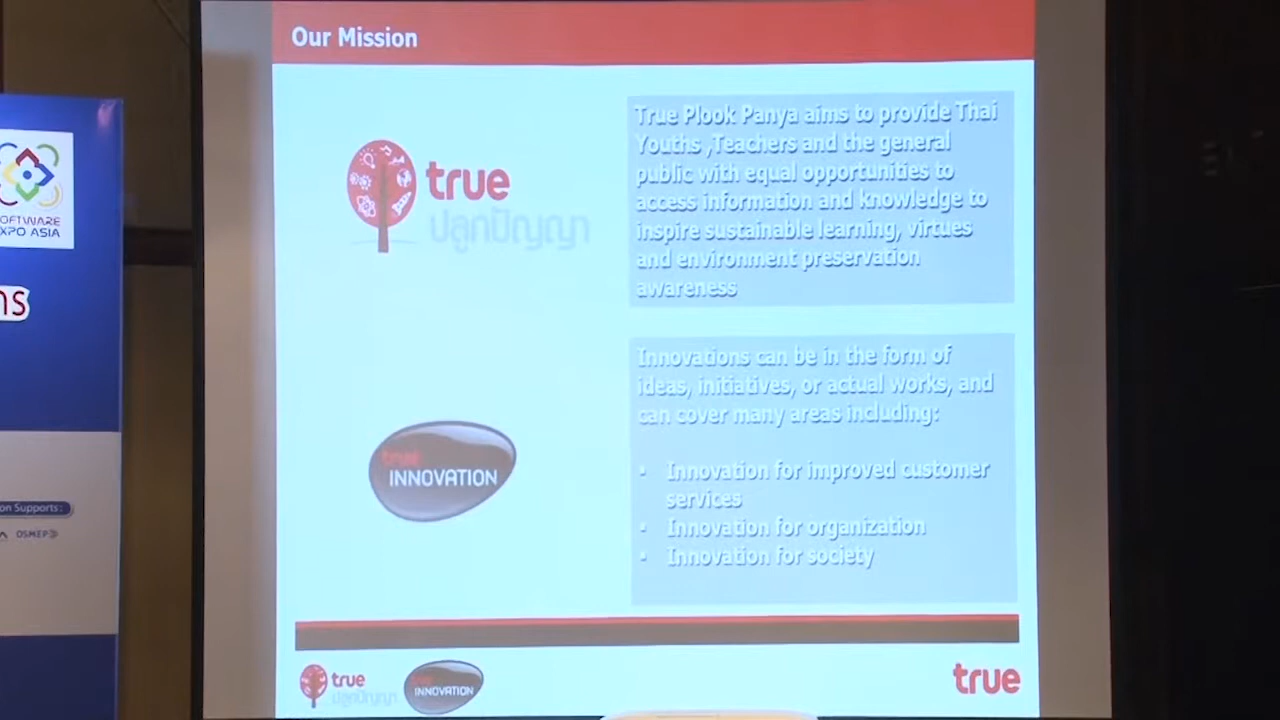 Our Mission
true
ปลูกปัญญา
True Plook Panya aims to provide Thai
Youths ,Teachers and the general
public with equal opportunities to
access information and knowledge to
inspire sustainable learning, virtues
and environment preservation
awareness
true
INNOVATION
Innovations can be in the form of
ideas, initiatives, or actual works, and
can cover many areas including:
• Innovation for improved customer
services
• Innovation for organization
• Innovation for society
true
ปลูกปัญญา
true
INNOVATION
true
OFTWARE
XPO ASIA
ns
on Supports :
OSMEP